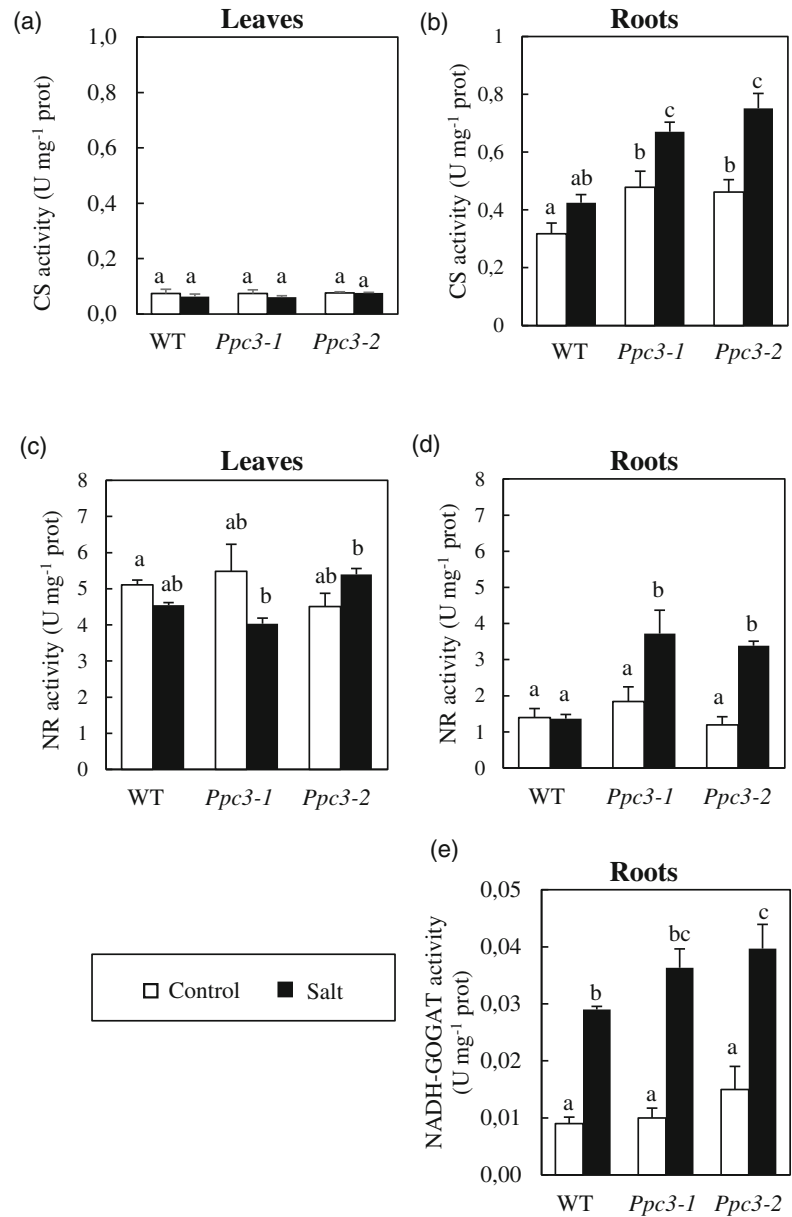 (a)
Leaves
CS activity (U mg⁻¹ prot)
1,0
0,8
0,6
0,4
0,2
0,0
a a a a a a
WT Ppc3-1 Ppc3-2
(b)
Roots
CS activity (U mg⁻¹ prot)
1
0,8
0,6
0,4
0,2
0
a ab b c b c
WT Ppc3-1 Ppc3-2
(c)
Leaves
NR activity (U mg⁻¹ prot)
8
7
6
5
4
3
2
1
0
a ab ab b ab b
WT Ppc3-1 Ppc3-2
(d)
Roots
NR activity (U mg⁻¹ prot)
8
7
6
5
4
3
2
1
0
a a a b a b
WT Ppc3-1 Ppc3-2
Control Salt
(e)
Roots
NADH-GOGAT activity
(U mg⁻¹ prot)
0,05
0,04
0,03
0,02
0,01
0,00
a b a bc a c
WT Ppc3-1 Ppc3-2